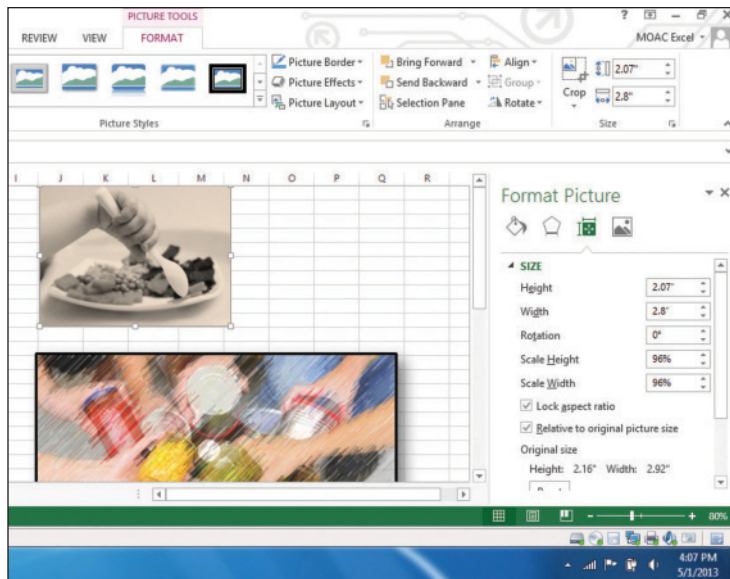 PICTURE TOOLS
?
REVIEW VIEW FORMAT MOAC Excel
Picture Border
Picture Effects
Picture Layout
Bring Forward
Send Backward
Selection Pane
Align
Group
Rotate
Crop
2.07"
2.8"
Picture Styles Arrange Size
I J K L M N O P Q R
Format Picture
SIZE
Height 2.07"
Width 2.8"
Rotation 0°
Scale Height 96%
Scale Width 96%
Lock aspect ratio
Relative to original picture size
Original size
Height: 2.16" Width: 2.92"
80%
4:07 PM
5/1/2013